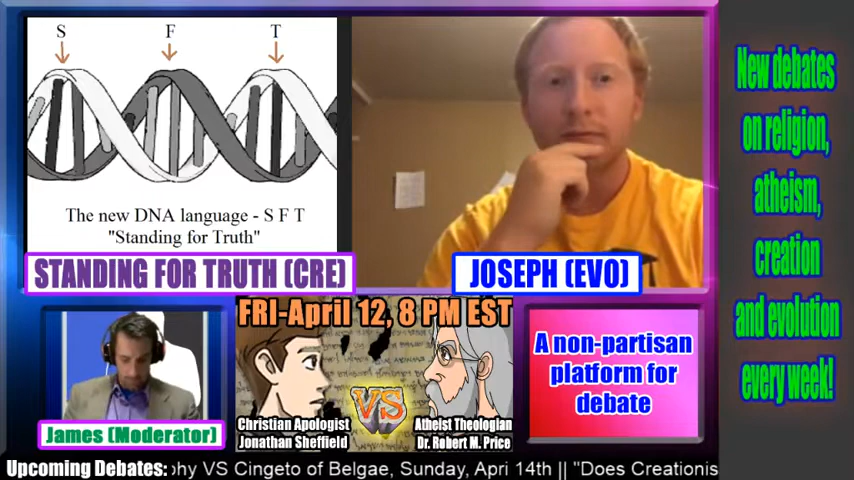 S F T
The new DNA language - S F T
"Standing for Truth"
STANDING FOR TRUTH (CRE)
JOSEPH (EVO)
New debates
on religion,
atheism,
creation
and evolution
every week!
James (Moderator)
FRI-April 12, 8 PM EST
VS
Christian Apologist
Jonathan Sheffield
Atheist Theologian
Dr. Robert M. Price
A non-partisan
platform for
debate
Upcoming Debates: phy VS Cingeto of Belgae, Sunday, Apri 14th || "Does Creationis